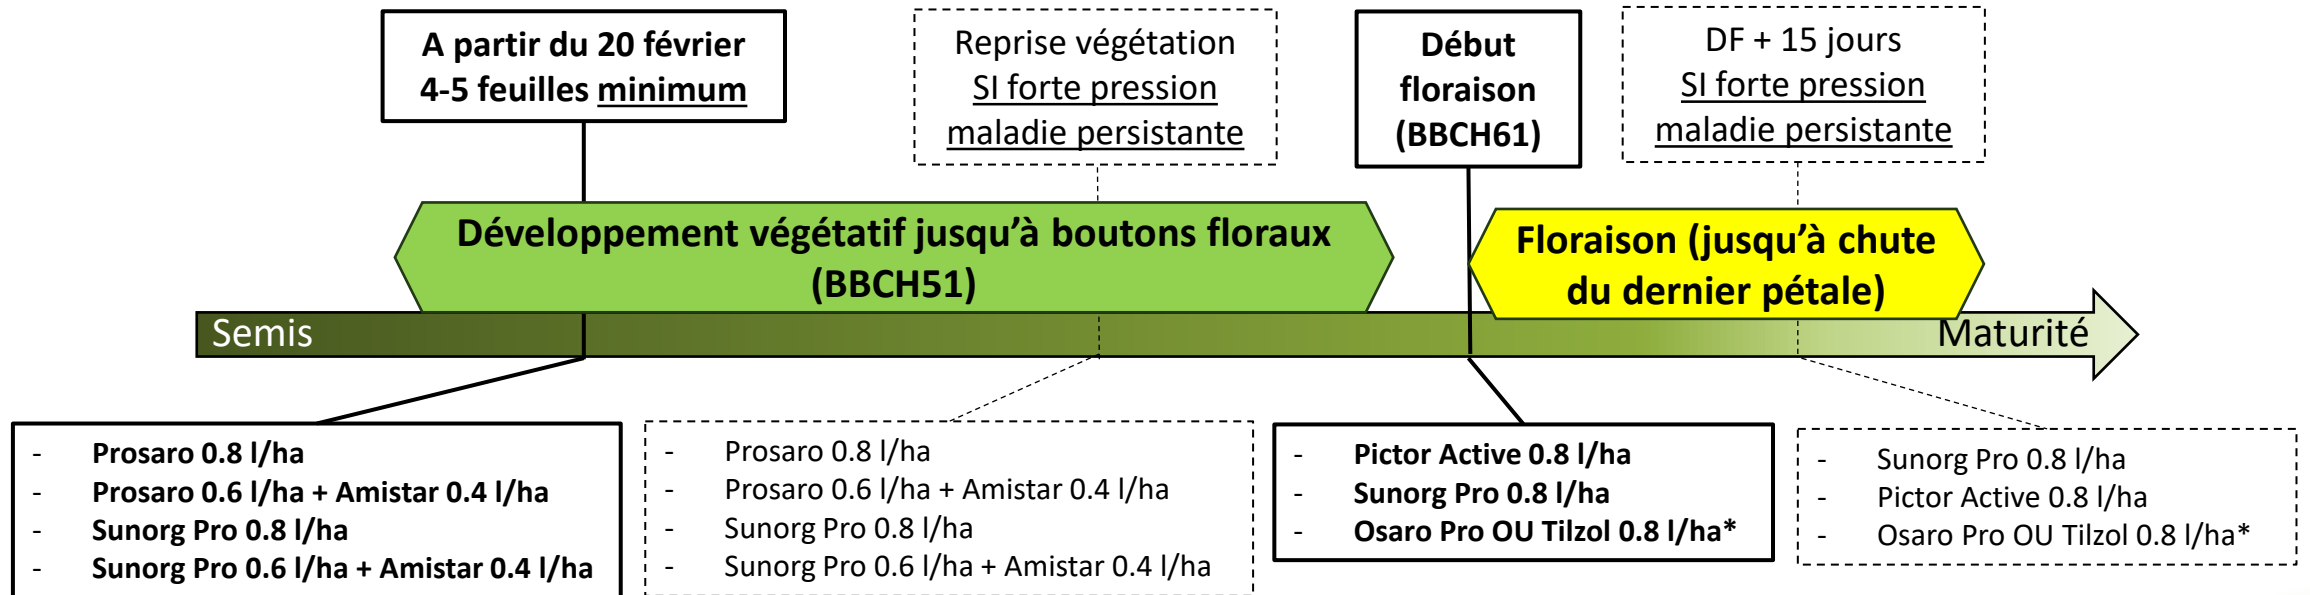 A partir du 20 février
4-5 feuilles minimum
Reprise végétation
SI forte pression
maladie persistante
Début
floraison
(BBCH61)
DF + 15 jours
SI forte pression
maladie persistante
Développement végétatif jusqu’à boutons floraux
(BBCH51)
Floraison (jusqu’à chute
du dernier pétale)
Semis
Maturité
- Prosaro 0.8 l/ha
- Prosaro 0.6 l/ha + Amistar 0.4 l/ha
- Sunorg Pro 0.8 l/ha
- Sunorg Pro 0.6 l/ha + Amistar 0.4 l/ha
- Prosaro 0.8 l/ha
- Prosaro 0.6 l/ha + Amistar 0.4 l/ha
- Sunorg Pro 0.8 l/ha
- Sunorg Pro 0.6 l/ha + Amistar 0.4 l/ha
- Pictor Active 0.8 l/ha
- Sunorg Pro 0.8 l/ha
- Osaro Pro OU Tilzol 0.8 l/ha*
- Sunorg Pro 0.8 l/ha
- Pictor Active 0.8 l/ha
- Osaro Pro OU Tilzol 0.8 l/ha*